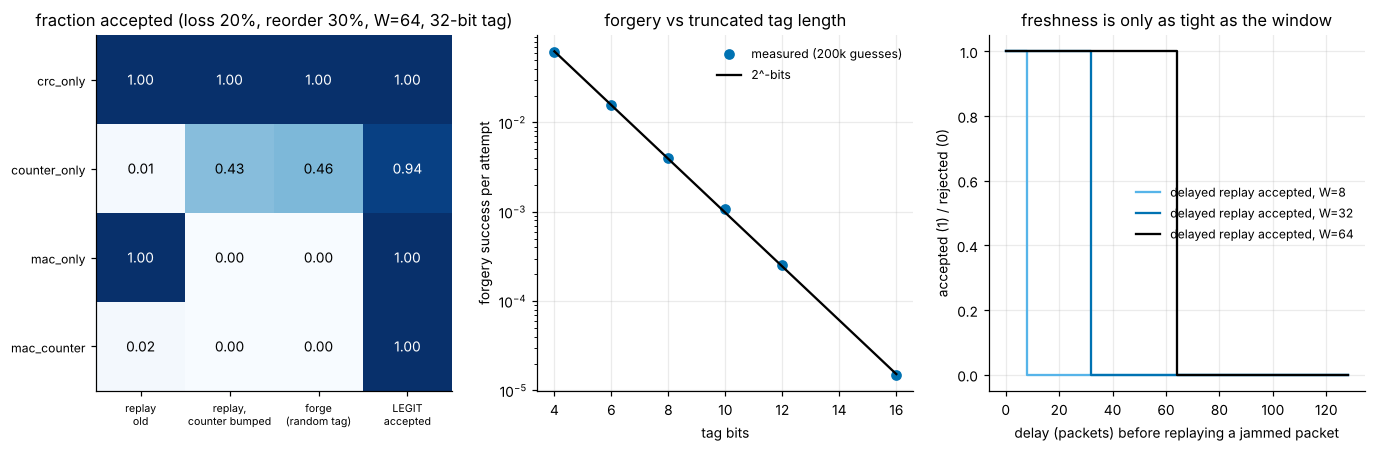 fraction accepted (loss 20%, reorder 30%, W=64, 32-bit tag)
crc_only
1.00 1.00 1.00 1.00
counter_only
0.01 0.43 0.46 0.94
mac_only
1.00 0.00 0.00 1.00
mac_counter
0.02 0.00 0.00 1.00
replay
old
replay,
counter bumped
forge
(random tag)
LEGIT
accepted
forgery vs truncated tag length
measured (200k guesses)
2^-bits
forgery success per attempt
10⁻²
10⁻³
10⁻⁴
10⁻⁵
4 6 8 10 12 14 16
tag bits
freshness is only as tight as the window
accepted (1) / rejected (0)
1.0
0.8
0.6
0.4
0.2
0.0
delayed replay accepted, W=8
delayed replay accepted, W=32
delayed replay accepted, W=64
0 20 40 60 80 100 120
delay (packets) before replaying a jammed packet